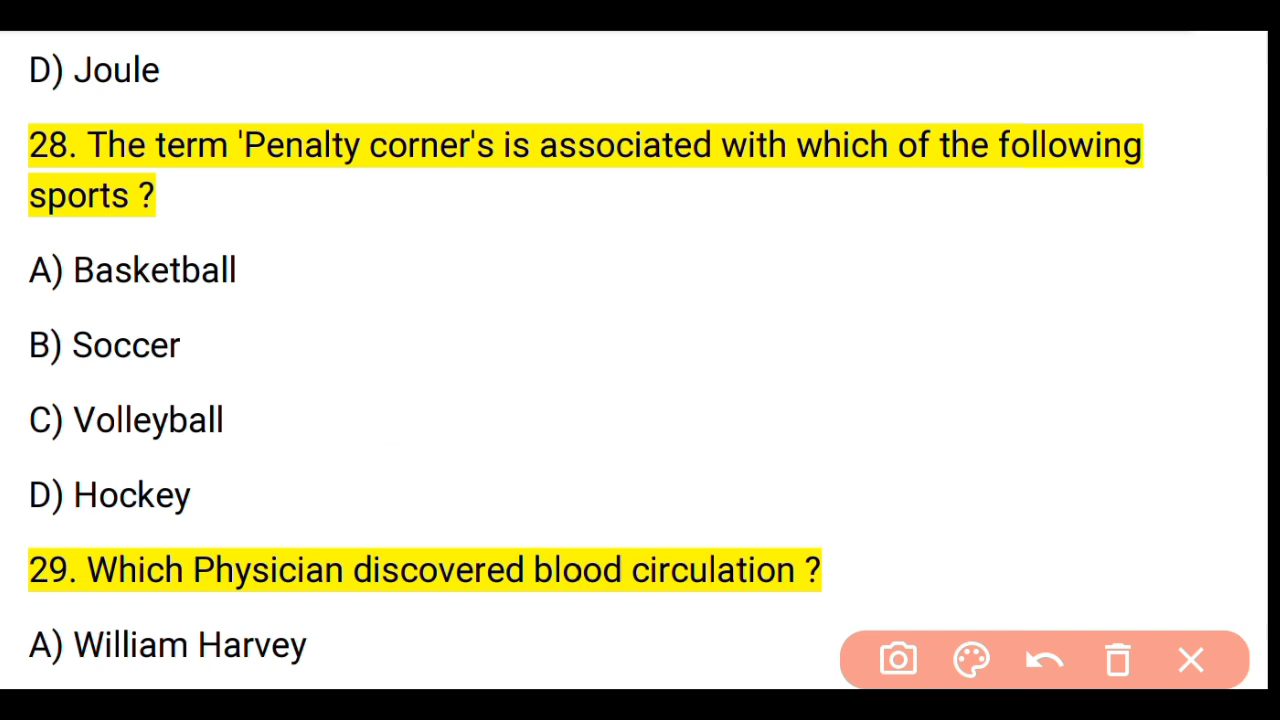 D) Joule
28. The term 'Penalty corner's is associated with which of the following
sports ?
A) Basketball
B) Soccer
C) Volleyball
D) Hockey
29. Which Physician discovered blood circulation ?
A) William Harvey